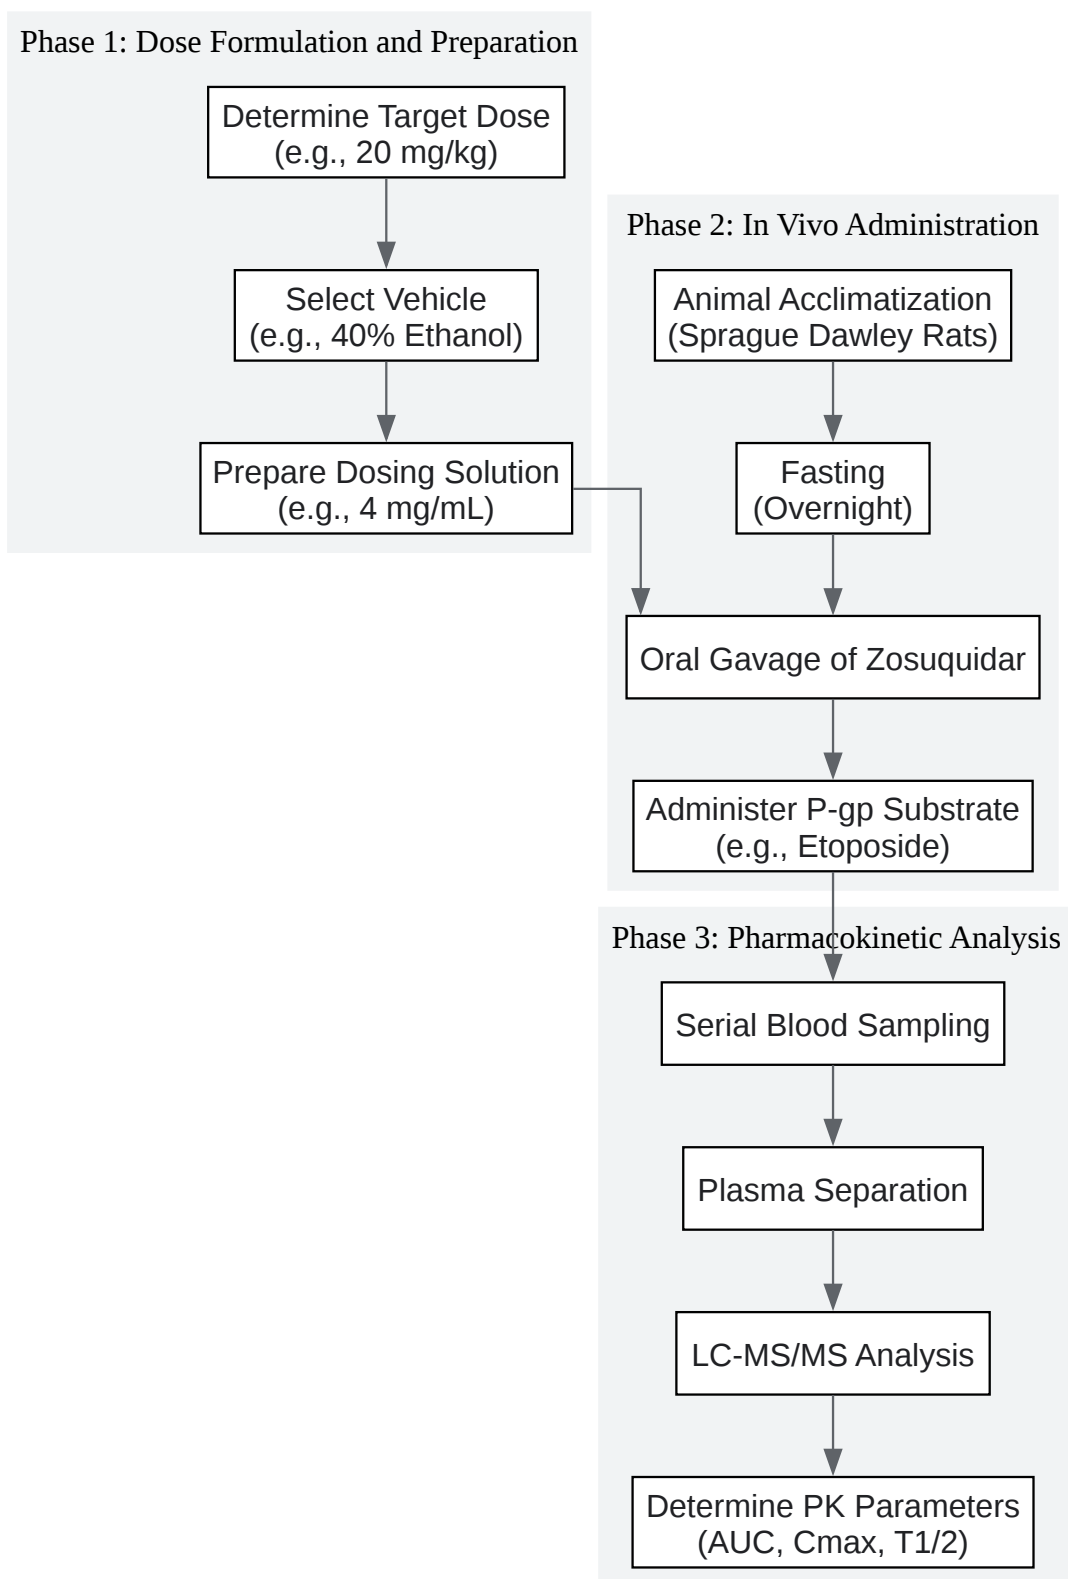 Phase 1: Dose Formulation and Preparation
Determine Target Dose
(e.g., 20 mg/kg)
Select Vehicle
(e.g., 40% Ethanol)
Prepare Dosing Solution
(e.g., 4 mg/mL)
Phase 2: In Vivo Administration
Animal Acclimatization
(Sprague Dawley Rats)
Fasting
(Overnight)
Oral Gavage of Zosuquidar
Administer P-gp Substrate
(e.g., Etoposide)
Phase 3: Pharmacokinetic Analysis
Serial Blood Sampling
Plasma Separation
LC-MS/MS Analysis
Determine PK Parameters
(AUC, Cmax, T1/2)